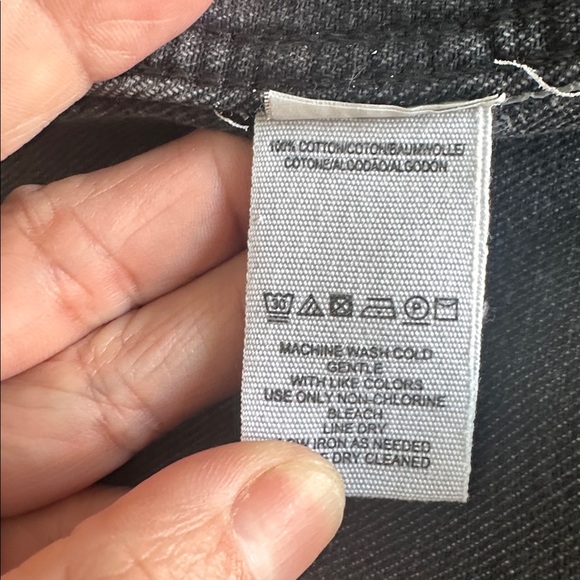 100% COTTON/COTON/BAUMWOLLE/
COTONE/ALGODÃO/ALGODON
30 P
MACHINE WASH COLD
GENTLE
WITH LIKE COLORS
USE ONLY NON-CHLORINE
BLEACH
LINE DRY
IRON AS NEEDED
DRY CLEANED